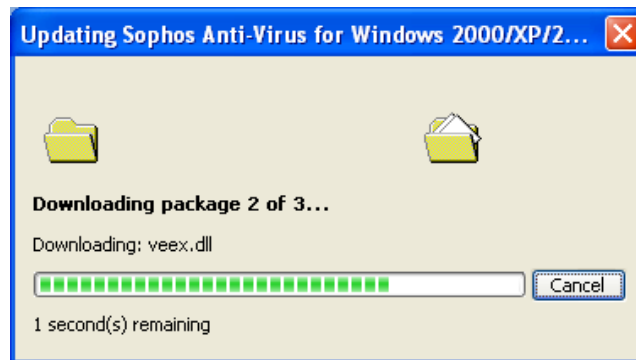 Updating Sophos Anti-Virus for Windows 2000/XP/2...
Downloading package 2 of 3...
Downloading: veex.dll
Cancel
1 second(s) remaining